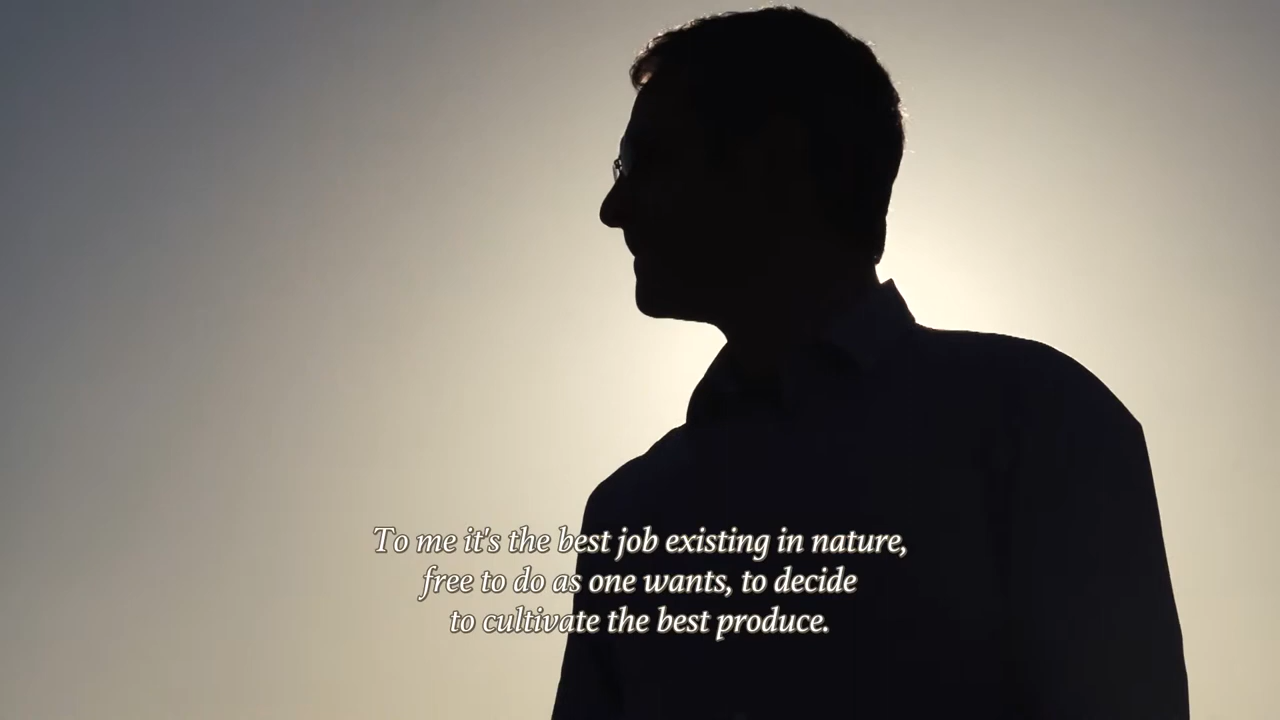 To me it's the best job existing in nature,
free to do as one wants, to decide
to cultivate the best produce.